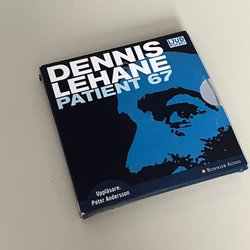 DENNIS
LEHANE
PATIENT 67
Uppläsare:
Peter Andersson
BONNIER AUDIO